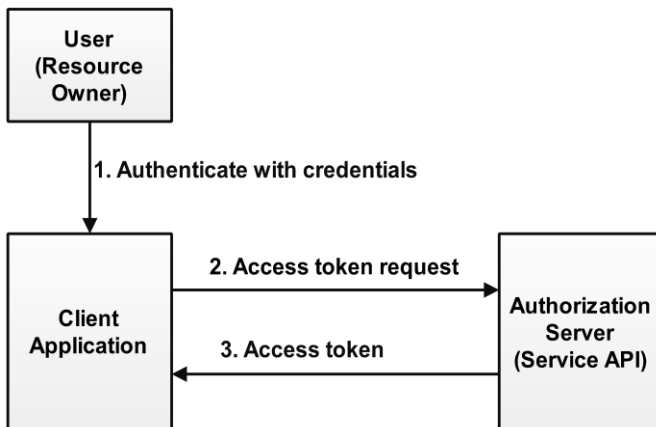 User
(Resource
Owner)
1. Authenticate with credentials
2. Access token request
Client
Application
3. Access token
Authorization
Server
(Service API)